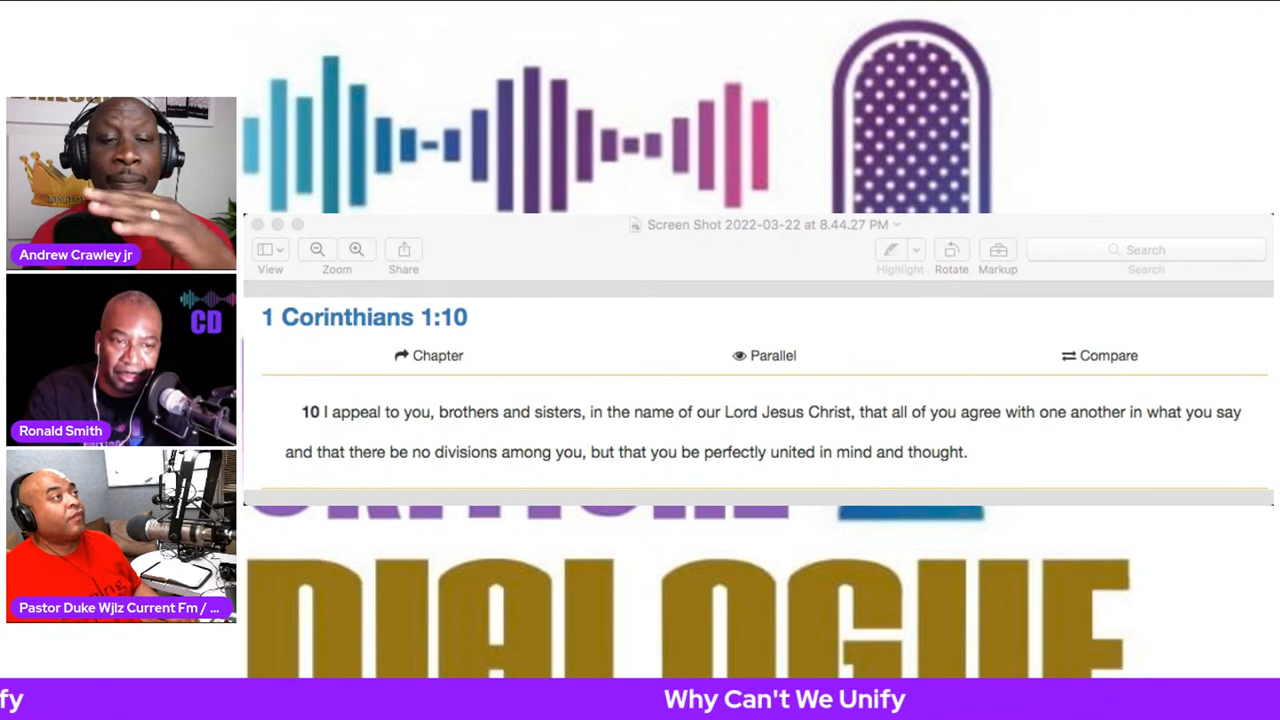 Andrew Crawley jr
CD
Ronald Smith
Pastor Duke Wjlz Current Fm / ...
Screen Shot 2022-03-22 at 8.44.27 PM
View
Zoom
Share
Highlight
Rotate
Markup
Search
Search
1 Corinthians 1:10
Chapter
Parallel
Compare
10 I appeal to you, brothers and sisters, in the name of our Lord Jesus Christ, that all of you agree with one another in what you say
and that there be no divisions among you, but that you be perfectly united in mind and thought.
DIALOGUE
fy
Why Can't We Unify